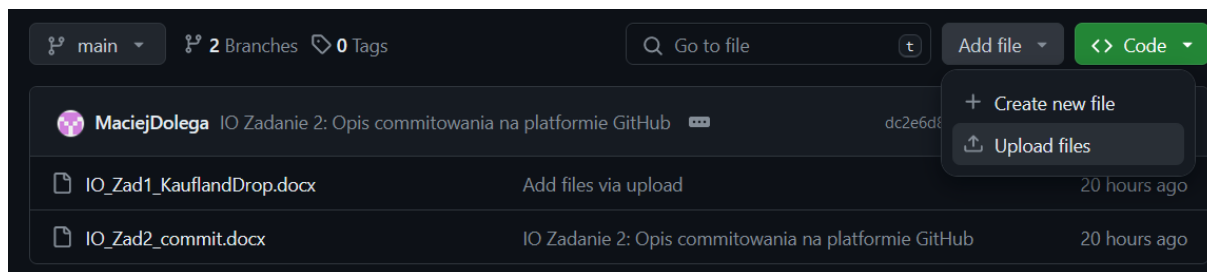 main 2 Branches 0 Tags Go to file t Add file Code
Create new file
MaciejDolega IO Zadanie 2: Opis commitowania na platformie GitHub dc2e6d8
Upload files
IO_Zad1_KauflandDrop.docx Add files via upload 20 hours ago
IO_Zad2_commit.docx IO Zadanie 2: Opis commitowania na platformie GitHub 20 hours ago